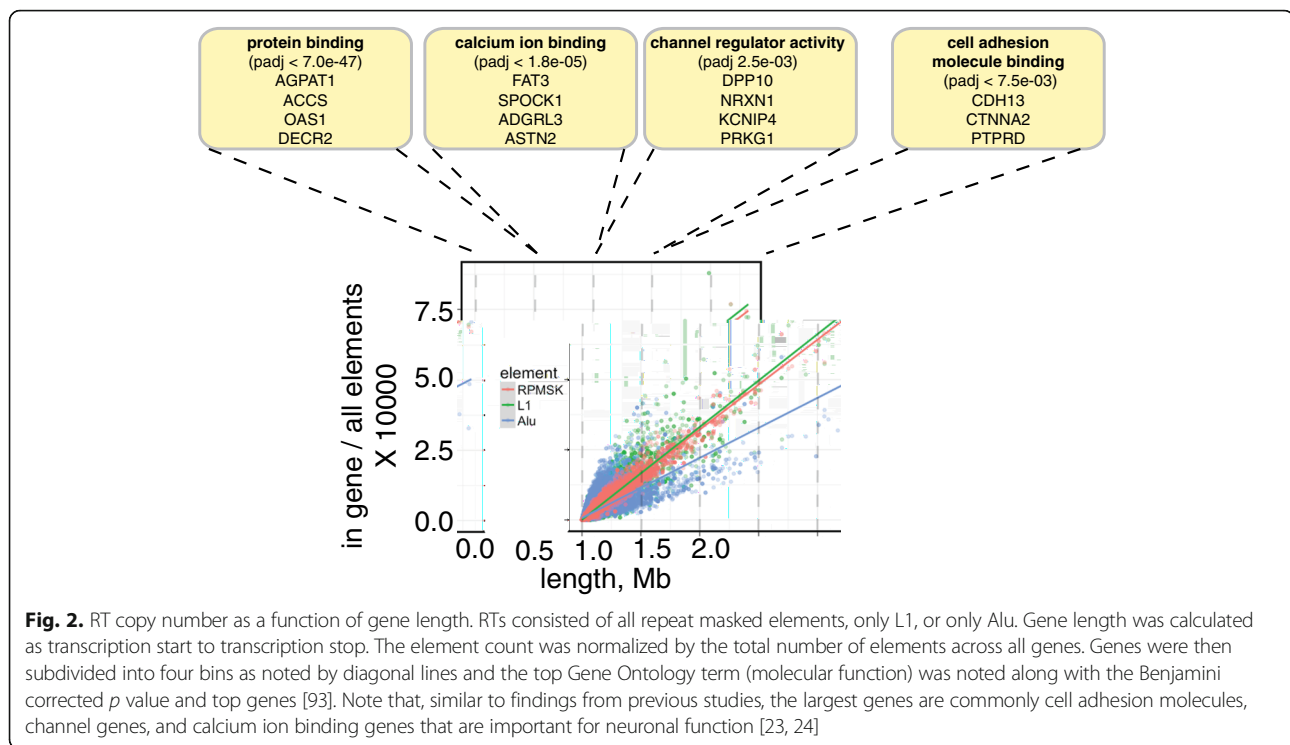 protein binding
(padj < 7.0e-47)
AGPAT1
ACCS
OAS1
DECR2
calcium ion binding
(padj < 1.8e-05)
FAT3
SPOCK1
ADGRL3
ASTN2
channel regulator activity
(padj 2.5e-03)
DPP10
NRXN1
KCNIP4
PRKG1
cell adhesion
molecule binding
(padj < 7.5e-03)
CDH13
CTNNA2
PTPRD
in gene / all elements
X 10000
7.5
5.0
2.5
0.0
element
RPMSK
L1
Alu
0.0 0.5 1.0 1.5 2.0
length, Mb
Fig. 2. RT copy number as a function of gene length. RTs consisted of all repeat masked elements, only L1, or only Alu. Gene length was calculated
as transcription start to transcription stop. The element count was normalized by the total number of elements across all genes. Genes were then
subdivided into four bins as noted by diagonal lines and the top Gene Ontology term (molecular function) was noted along with the Benjamini
corrected p value and top genes [93]. Note that, similar to findings from previous studies, the largest genes are commonly cell adhesion molecules,
channel genes, and calcium ion binding genes that are important for neuronal function [23, 24]